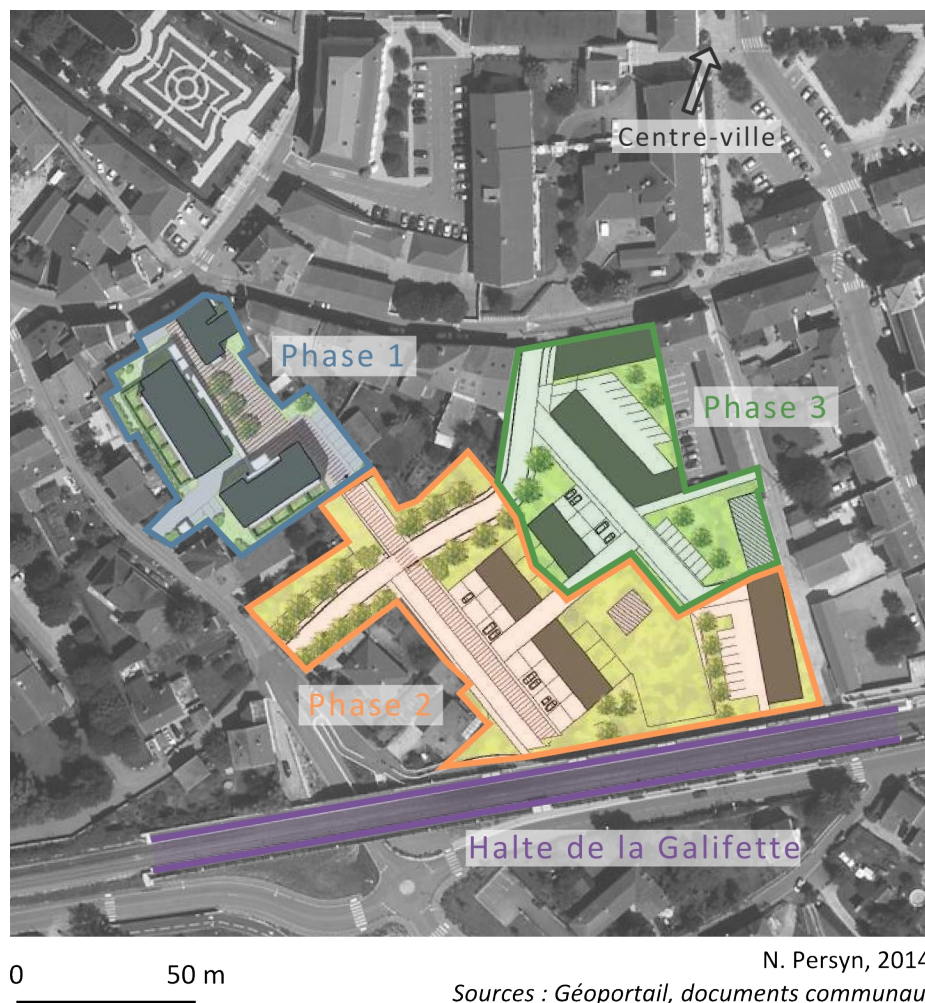 Centre-ville
Phase 1
Phase 3
Phase 2
Halte de la Galifette
0 50 m
N. Persyn, 2014
Sources : Géoportail, documents communau